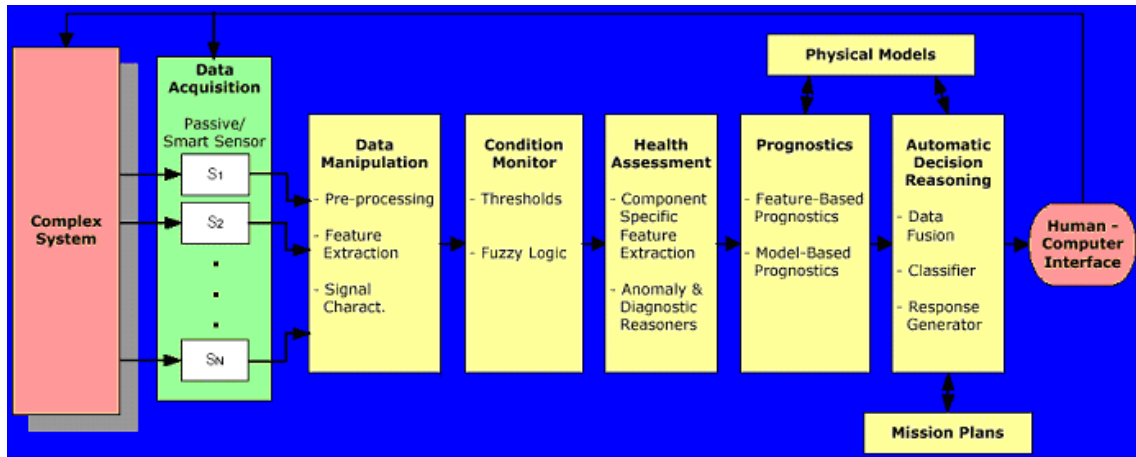 Complex
System
Data
Acquisition
Passive/
Smart Sensor
S1
S2
SN
Data
Manipulation
- Pre-processing
- Feature
Extraction
- Signal
Charact.
Condition
Monitor
- Thresholds
- Fuzzy Logic
Health
Assessment
- Component
Specific
Feature
Extraction
- Anomaly &
Diagnostic
Reasoners
Physical Models
Prognostics
- Feature-Based
Prognostics
- Model-Based
Prognostics
Automatic
Decision
Reasoning
- Data
Fusion
- Classifier
- Response
Generator
Mission Plans
Human -
Computer
Interface